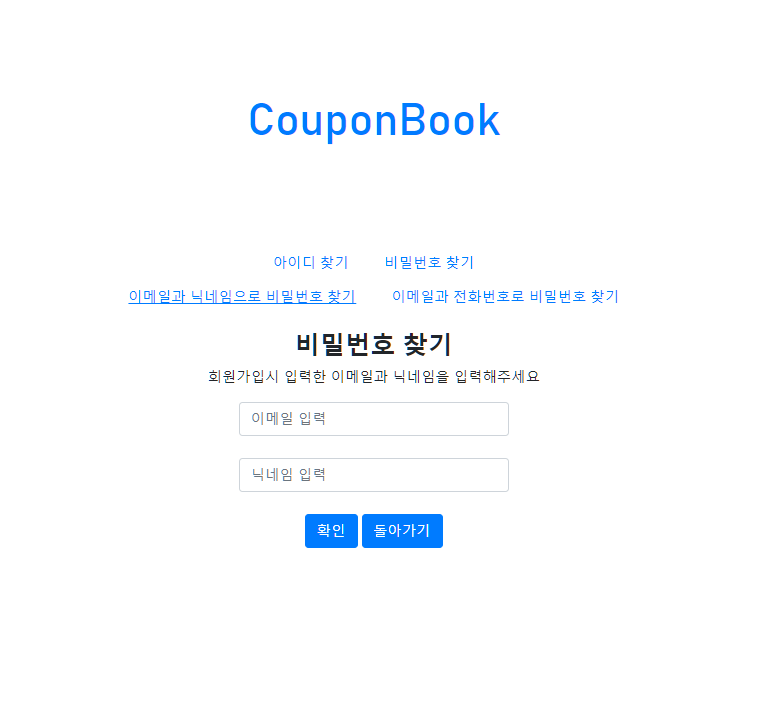 CouponBook
아이디 찾기 비밀번호 찾기
이메일과 닉네임으로 비밀번호 찾기 이메일과 전화번호로 비밀번호 찾기
비밀번호 찾기
회원가입시 입력한 이메일과 닉네임을 입력해주세요
이메일 입력
닉네임 입력
확인 돌아가기